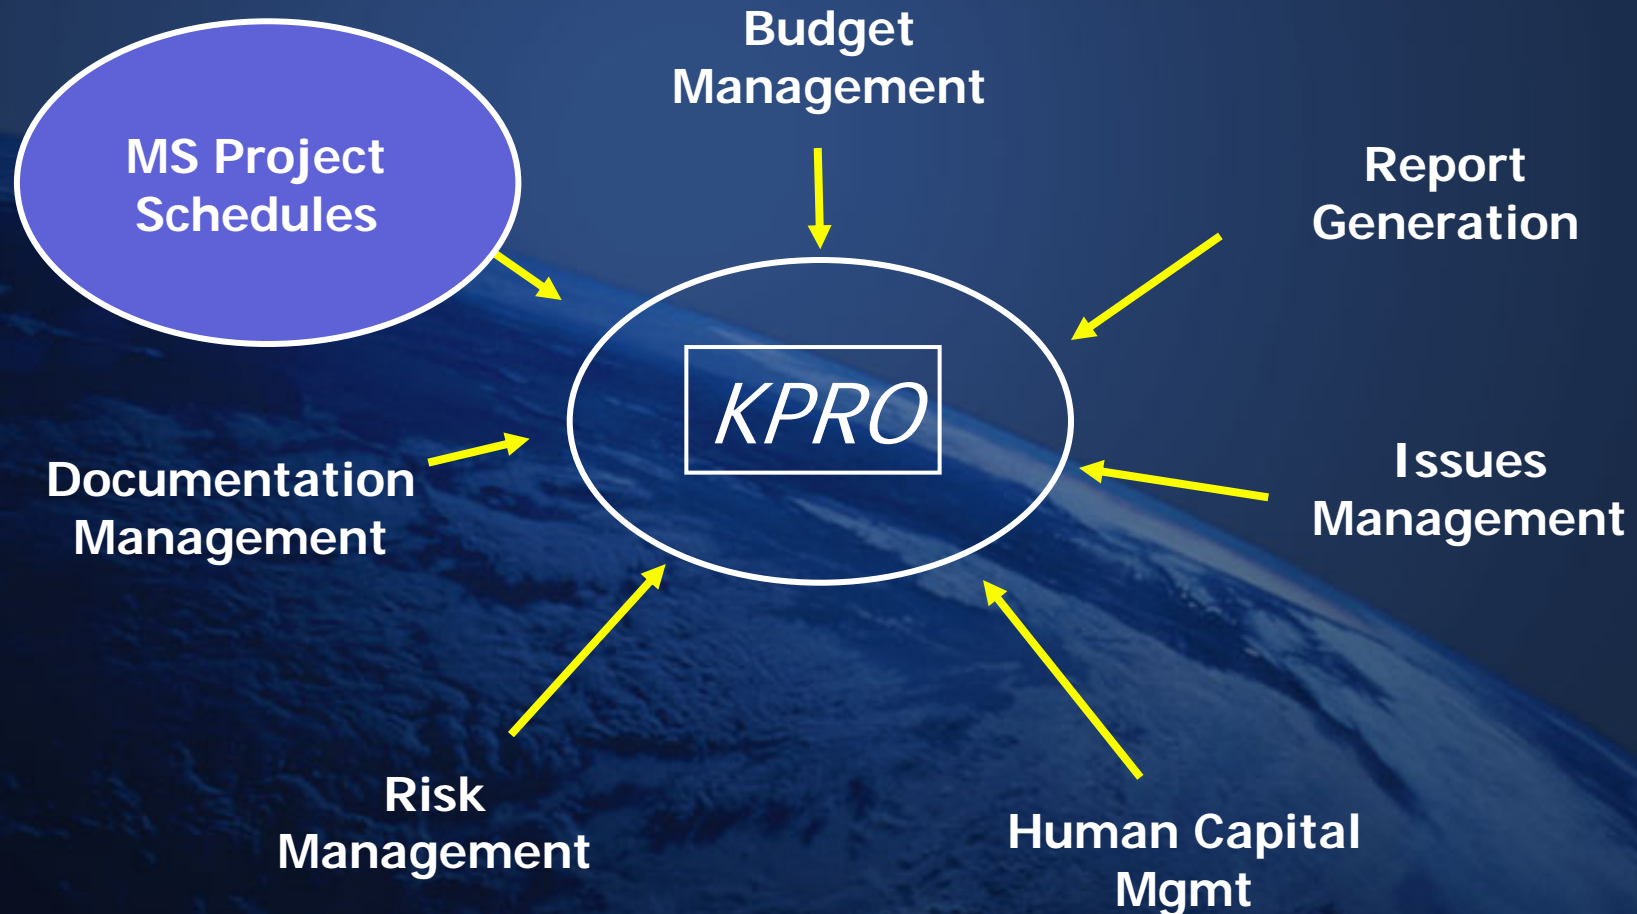 Budget
Management
MS Project
Schedules
Report
Generation
KPRO
Documentation
Management
Issues
Management
Risk
Management
Human Capital
Mgmt